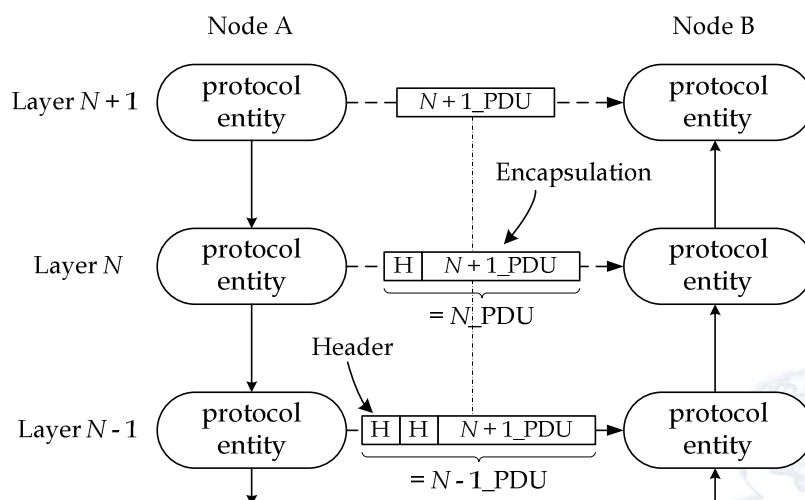 Node A
Node B
Layer N + 1
protocol
entity
N + 1_PDU
protocol
entity
Encapsulation
Layer N
protocol
entity
H
N + 1_PDU
protocol
entity
= N_PDU
Header
Layer N - 1
protocol
entity
H
H
N + 1_PDU
protocol
entity
= N - 1_PDU